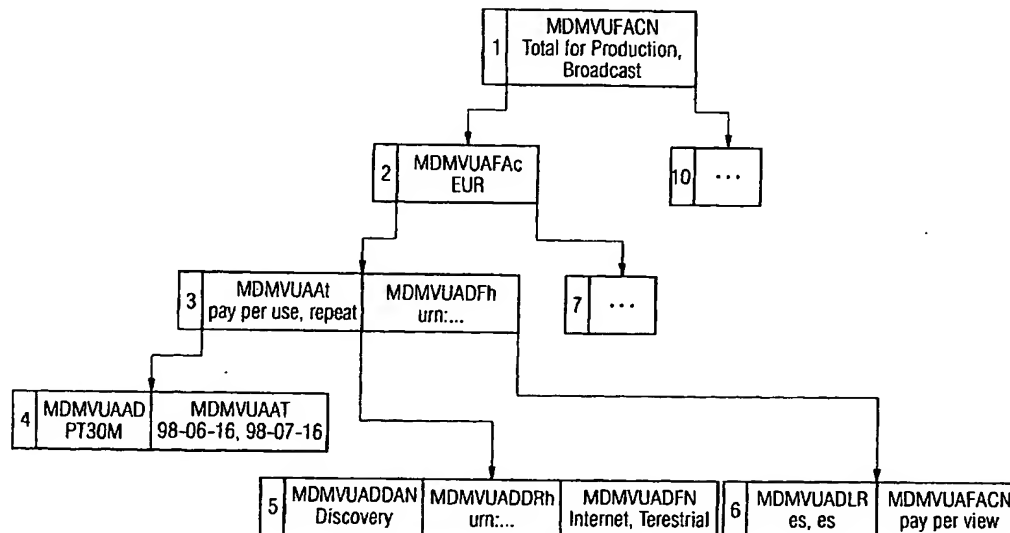 1
MDMVUFACN
Total for Production,
Broadcast
2
MDMVUAFAc
EUR
10
...
3
MDMVUAAt
pay per use, repeat
MDMVUADFh
urn:...
7
...
4
MDMVUAAD
PT30M
MDMVUAAT
98-06-16, 98-07-16
5
MDMVUADDAN
Discovery
MDMVUADDRh
urn:...
MDMVUADFN
Internet, Terestrial
6
MDMVUADLR
es, es
MDMVUAFACN
pay per view